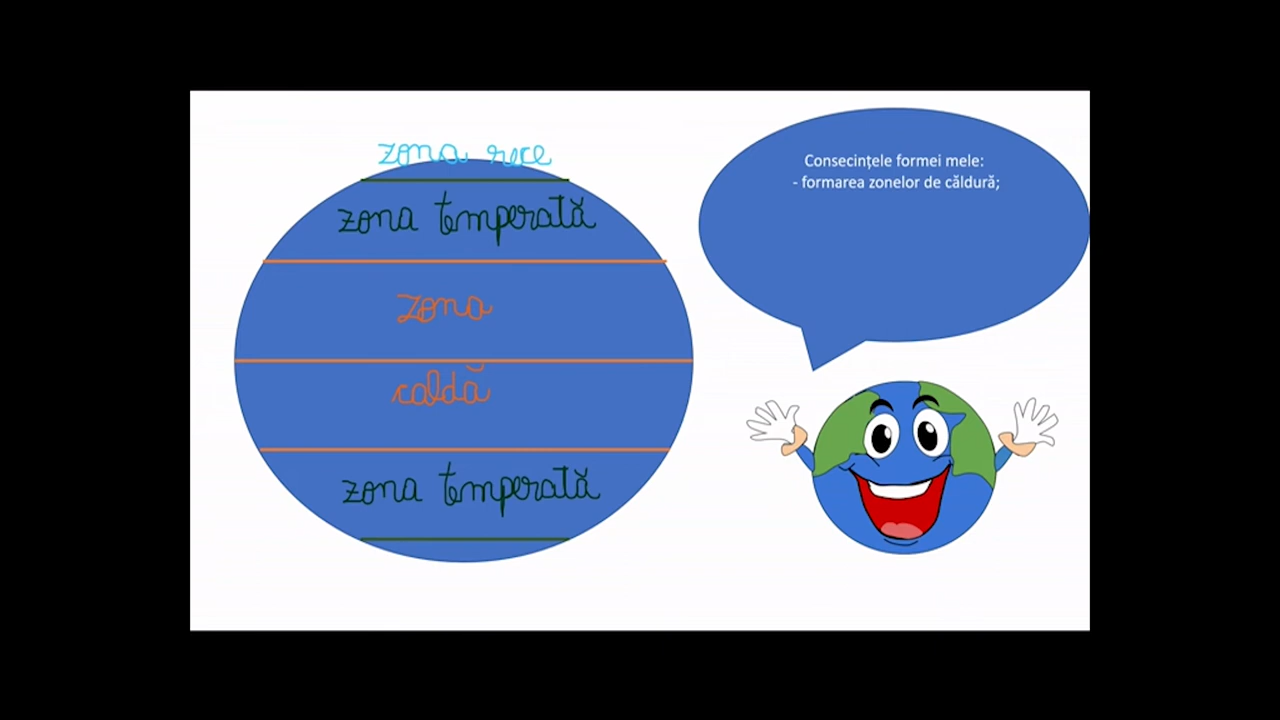 zona rece
zona temperată
zona
caldă
zona temperată
Consecințele formei mele:
- formarea zonelor de căldură;